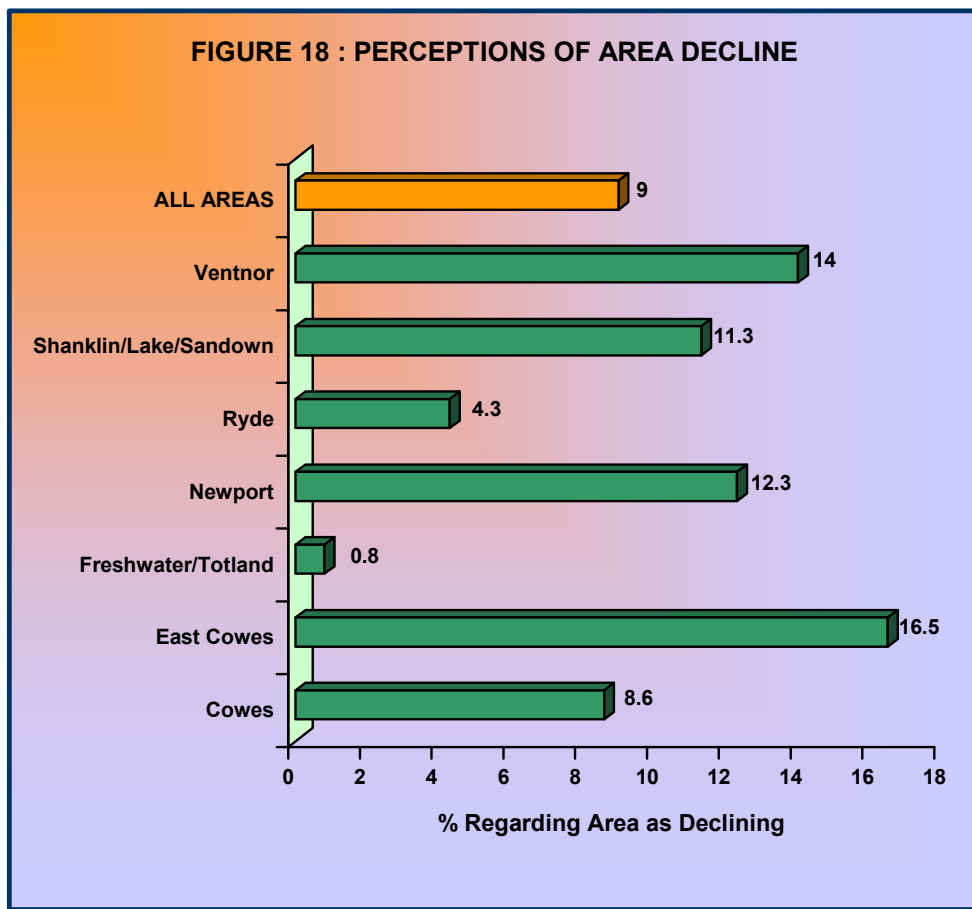 FIGURE 18 : PERCEPTIONS OF AREA DECLINE
ALL AREAS 9
Ventnor 14
Shanklin/Lake/Sandown 11.3
Ryde 4.3
Newport 12.3
Freshwater/Totland 0.8
East Cowes 16.5
Cowes 8.6
0 2 4 6 8 10 12 14 16 18
% Regarding Area as Declining